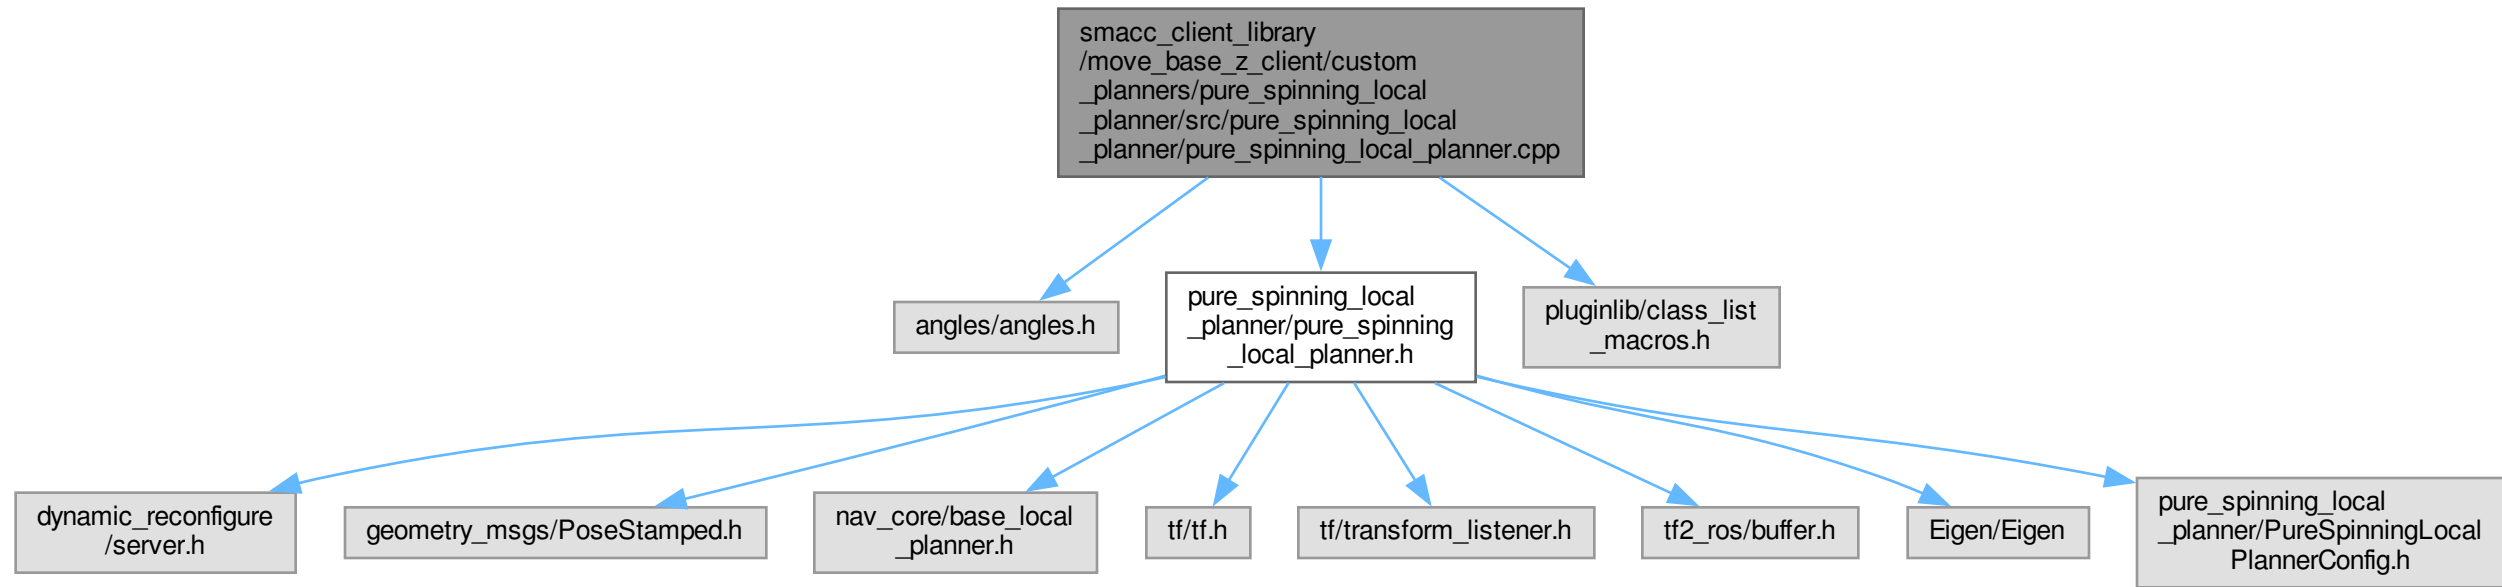 smacc_client_library
/move_base_z_client/custom
_planners/pure_spinning_local
_planner/src/pure_spinning_local
_planner/pure_spinning_local_planner.cpp
angles/angles.h
pure_spinning_local
_planner/pure_spinning
_local_planner.h
pluginlib/class_list
_macros.h
dynamic_reconfigure
/server.h
geometry_msgs/PoseStamped.h
nav_core/base_local
_planner.h
tf/tf.h
tf/transform_listener.h
tf2_ros/buffer.h
Eigen/Eigen
pure_spinning_local
_planner/PureSpinningLocal
PlannerConfig.h